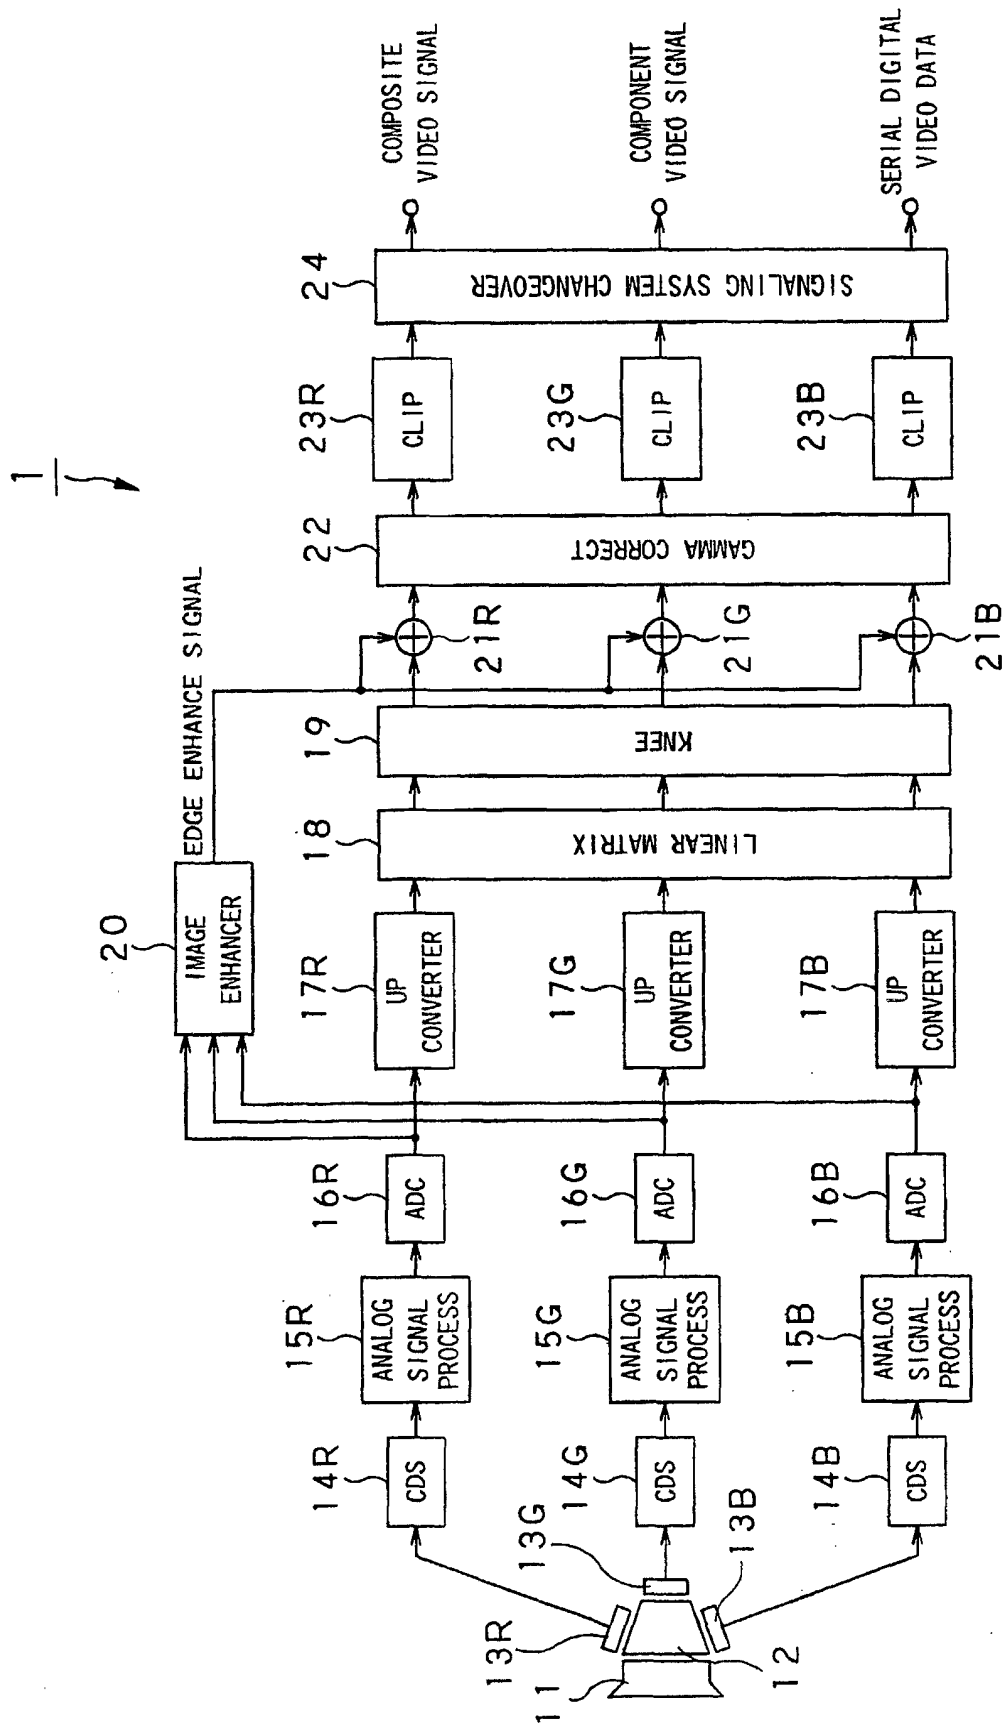 1
EDGE ENHANCE SIGNAL
20
IMAGE
ENHANCER
13R
14R
CDS
15R
ANALOG
SIGNAL
PROCESS
16R
ADC
17R
UP
CONVERTER
18
LINEAR MATRIX
19
KNEE
21R
22
GAMMA CORRECT
23R
CLIP
24
SIGNALING SYSTEM CHANGEOVER
COMPOSITE
VIDEO SIGNAL
11
12
13G
14G
CDS
15G
ANALOG
SIGNAL
PROCESS
16G
ADC
17G
UP
CONVERTER
21G
23G
CLIP
COMPONENT
VIDEO SIGNAL
13B
14B
CDS
15B
ANALOG
SIGNAL
PROCESS
16B
ADC
17B
UP
CONVERTER
21B
23B
CLIP
SERIAL DIGITAL
VIDEO DATA